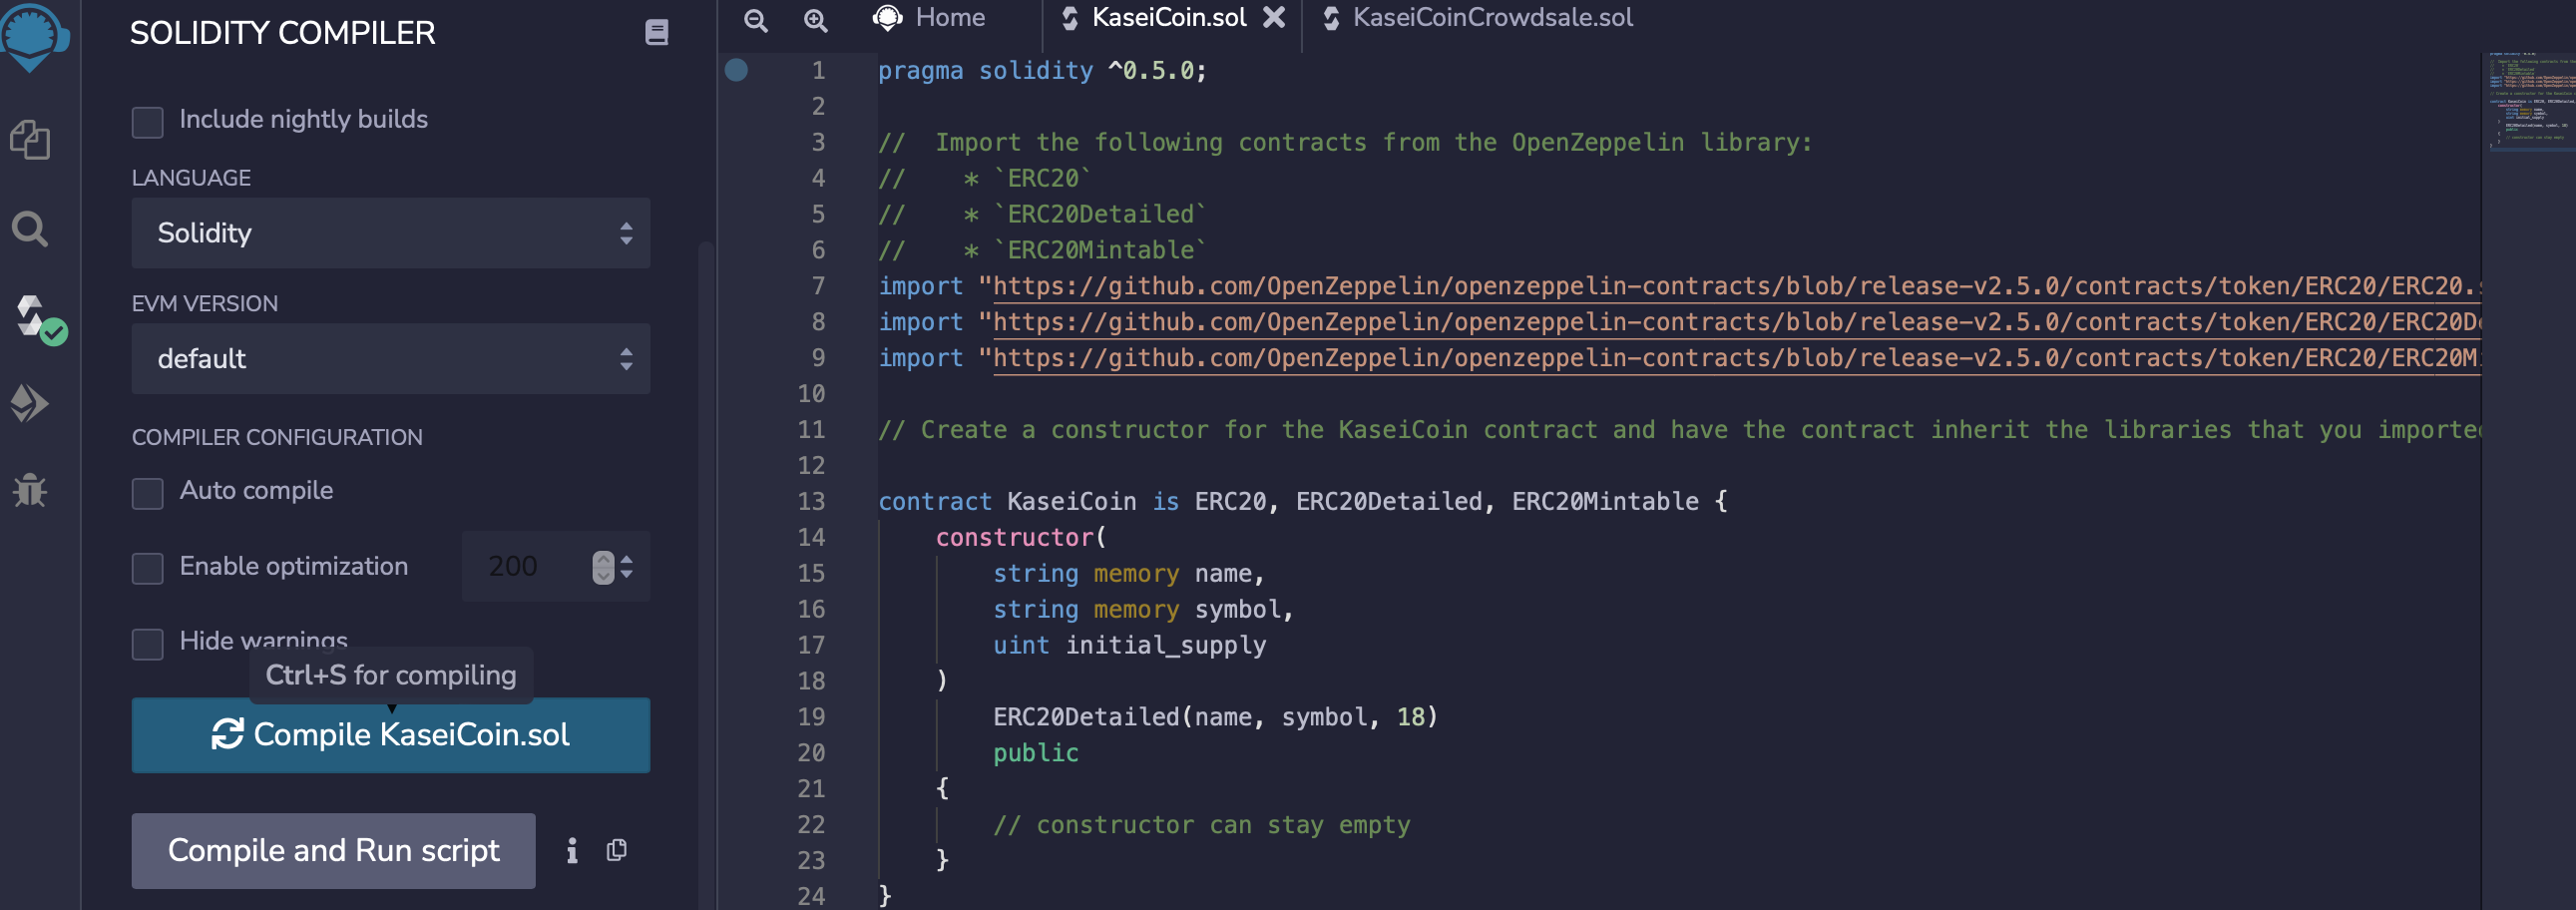 SOLIDITY COMPILER
Include nightly builds
LANGUAGE
Solidity
EVM VERSION
default
COMPILER CONFIGURATION
Auto compile
Enable optimization 200
Hide warnings
Ctrl+S for compiling
Compile KaseiCoin.sol
Compile and Run script
Home KaseiCoin.sol KaseiCoinCrowdsale.sol
1 pragma solidity ^0.5.0;
2
3 //  Import the following contracts from the OpenZeppelin library:
4 //    * `ERC20`
5 //    * `ERC20Detailed`
6 //    * `ERC20Mintable`
7 import "https://github.com/OpenZeppelin/openzeppelin-contracts/blob/release-v2.5.0/contracts/token/ERC20/ERC20.
8 import "https://github.com/OpenZeppelin/openzeppelin-contracts/blob/release-v2.5.0/contracts/token/ERC20/ERC20D
9 import "https://github.com/OpenZeppelin/openzeppelin-contracts/blob/release-v2.5.0/contracts/token/ERC20/ERC20M
10
11 // Create a constructor for the KaseiCoin contract and have the contract inherit the libraries that you importe
12
13 contract KaseiCoin is ERC20, ERC20Detailed, ERC20Mintable {
14     constructor(
15         string memory name,
16         string memory symbol,
17         uint initial_supply
18     )
19         ERC20Detailed(name, symbol, 18)
20         public
21     {
22         // constructor can stay empty
23     }
24 }